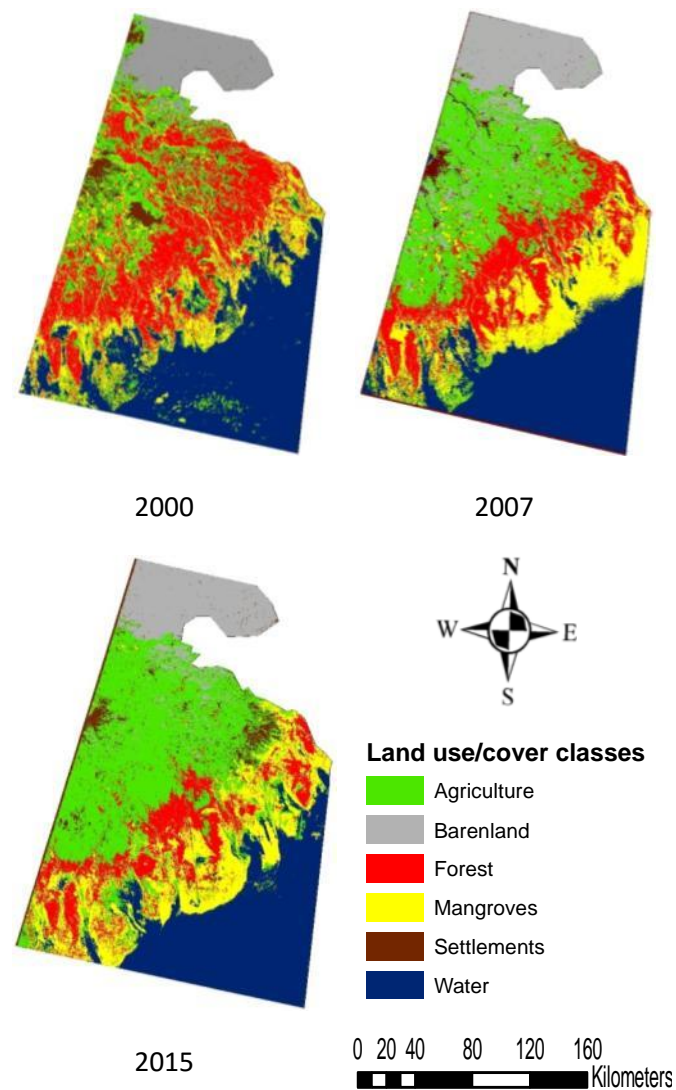 2000
2007
N
W
E
S
Land use/cover classes
Agriculture
Barenland
Forest
Mangroves
Settlements
Water
2015
0 20 40 80 120 160
Kilometers